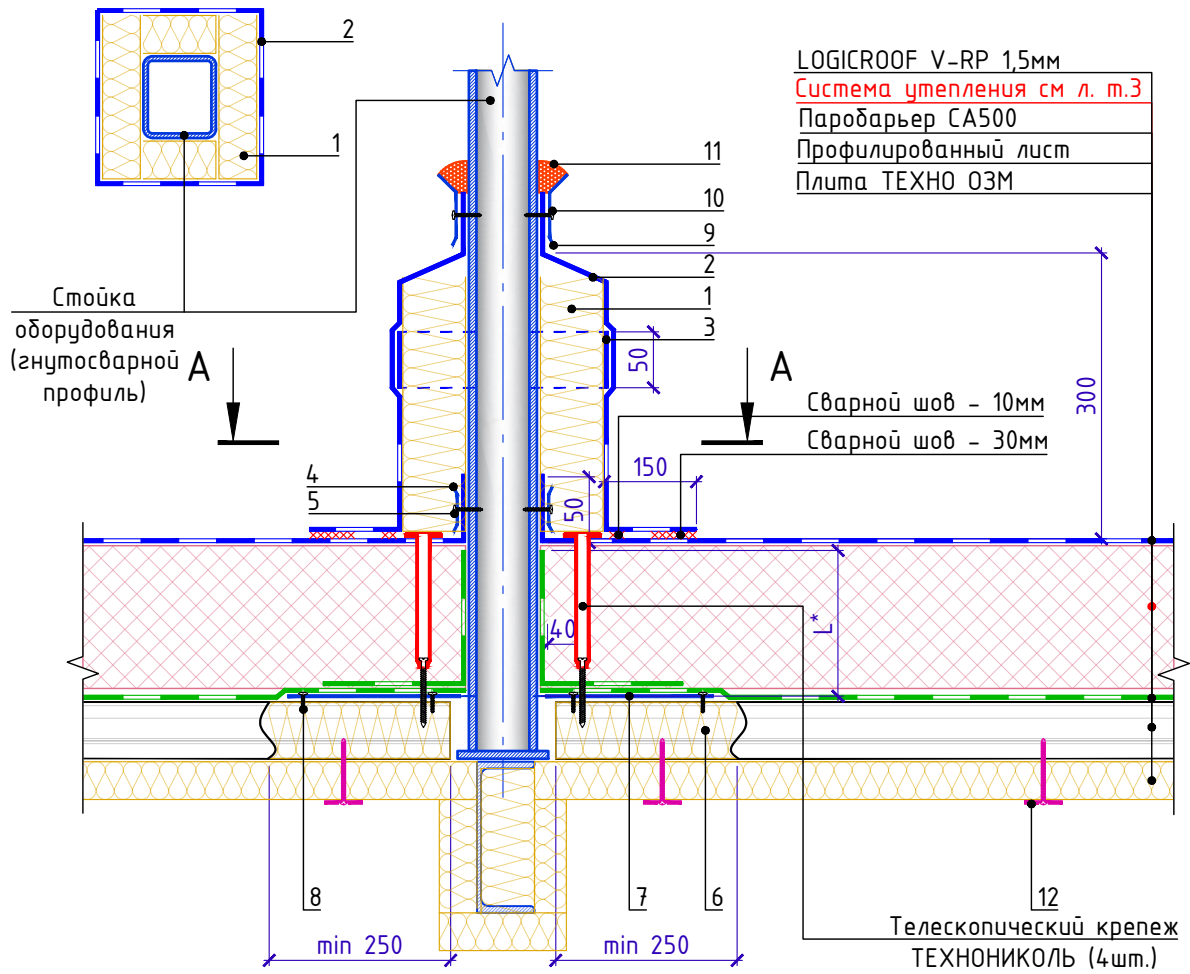 2
1
LOGICROOF V-RP 1,5мм
Система утепления см л. т.3
Паробарьер СА500
Профилированный лист
Плита ТЕХНО ОЗМ
11
10
9
2
1
3
Стойка
оборудования
(гнутосварной
профиль)
А
А
50
300
Сварной шов - 10мм
Сварной шов - 30мм
150
4
5
50
40
L*
8
7
6
12
min 250
min 250
Телескопический крепеж
ТЕХНОНИКОЛЬ (4шт.)